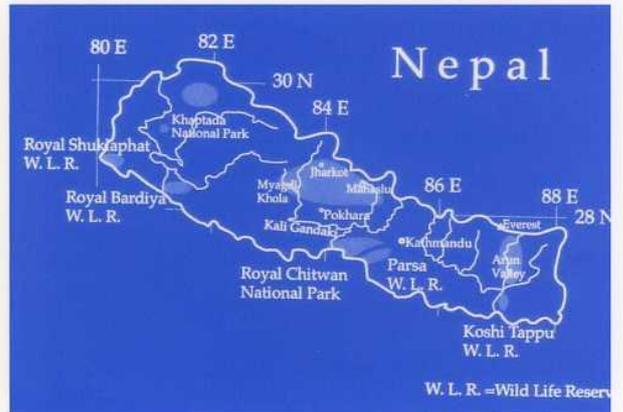 Nepal
80 E
82 E
30 N
84 E
Khaptada
National Park
Royal Shuklaphat
W. L. R.
Royal Bardiya
W. L. R.
Jharkot
Myagdi
Khola
Manaslu
Pokhara
Kali Gandaki
86 E
88 E
28 N
Everest
Kathmandu
Arun
Valley
Royal Chitwan
National Park
Parsa
W. L. R.
Koshi Tappu
W. L. R.
W. L. R. =Wild Life Reserv